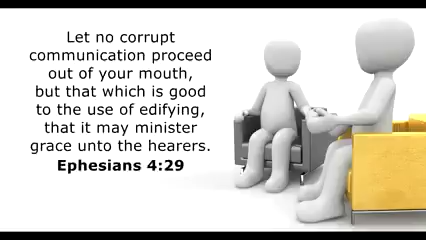 Let no corrupt
communication proceed
out of your mouth,
but that which is good
to the use of edifying,
that it may minister
grace unto the hearers.
Ephesians 4:29